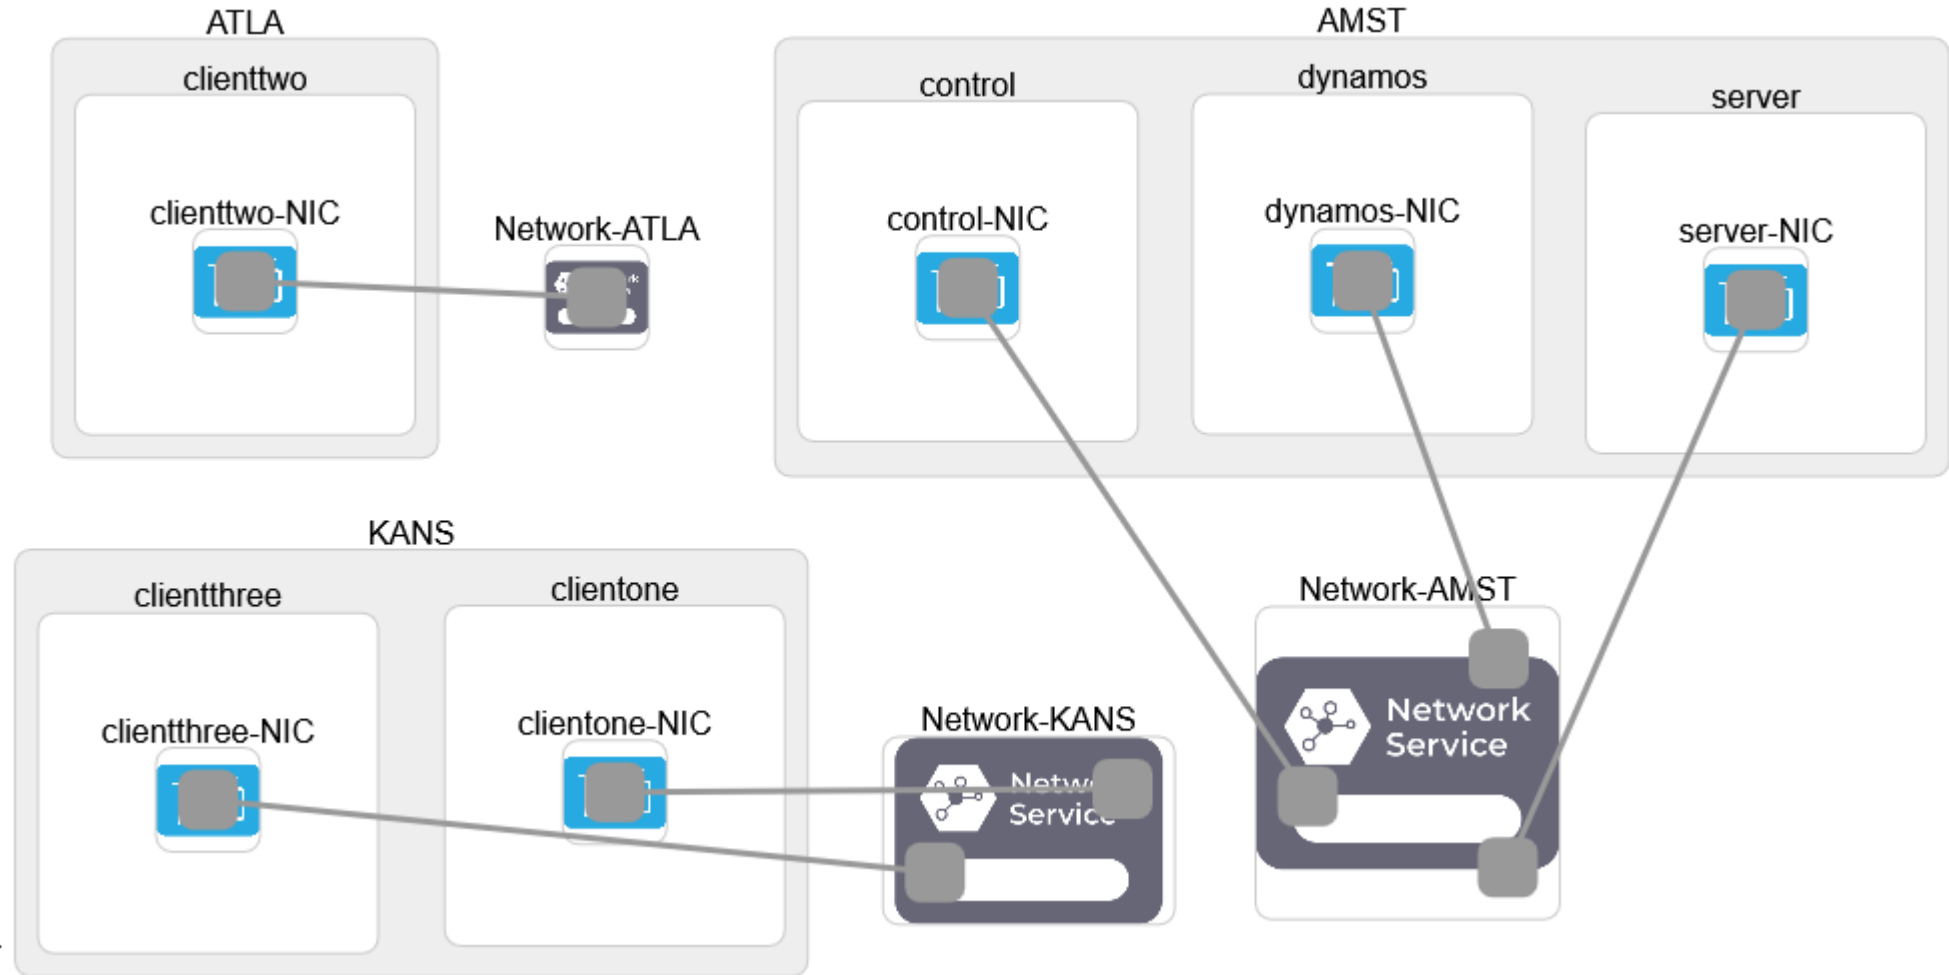 ATLA
clienttwo
clienttwo-NIC
Network-ATLA
AMST
control
control-NIC
dynamos
dynamos-NIC
server
server-NIC
KANS
clientthree
clientthree-NIC
clientone
clientone-NIC
Network-KANS
Service
Network-AMST
Network
Service